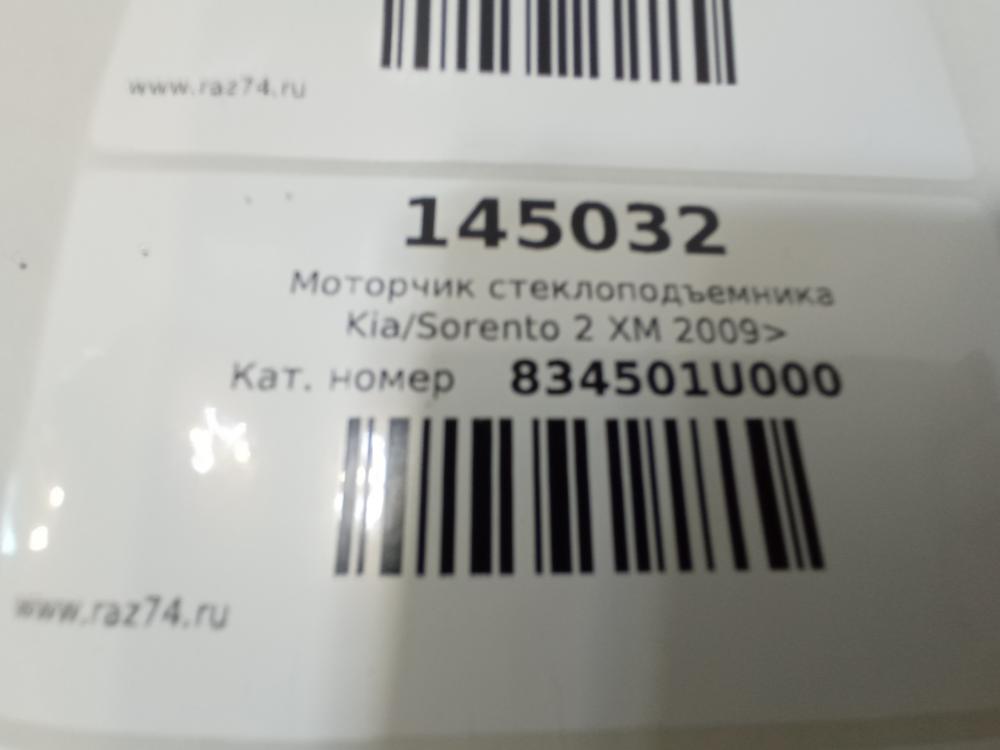 www.raz74.ru
145032
Моторчик стеклоподъемника
Kia/Sorento 2 XM 2009>
Кат. номер 834501U000
www.raz74.ru